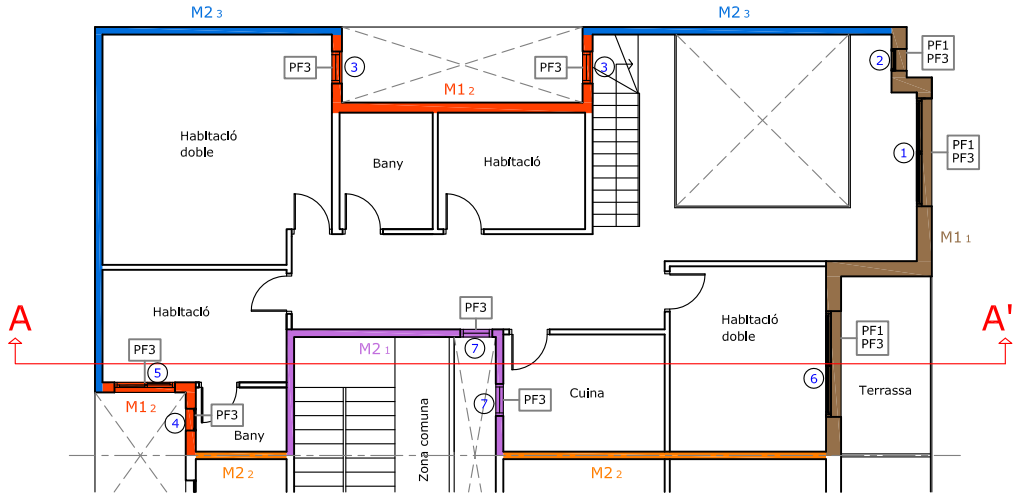 M2 3
M2 3
PF3
3
PF3
3
2
PF1
PF3
M1 2
Habitació
doble
Bany
Habitació
1
PF1
PF3
M1 1
Habitació
PF3
A
A'
M2 1
7
Habitació
doble
PF1
PF3
PF3
5
6
Terrassa
M1 2
4
PF3
7
PF3
Cuina
Bany
Zona comuna
M2 2
M2 2